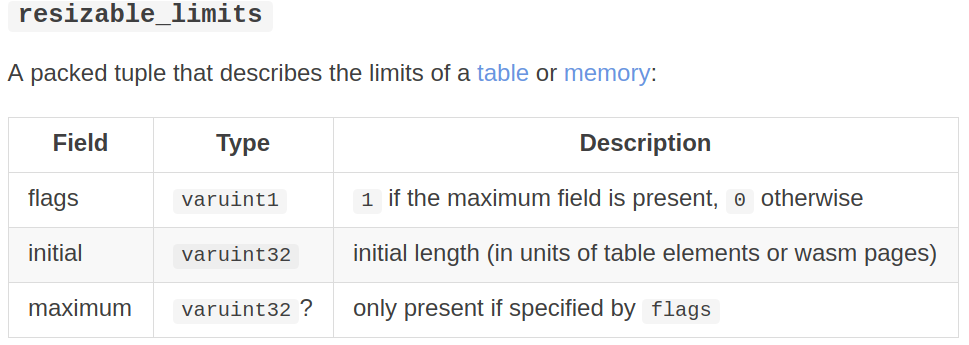 resizable_limits
A packed tuple that describes the limits of a table or memory:
Field Type Description
flags varuint1 1 if the maximum field is present, 0 otherwise
initial varuint32 initial length (in units of table elements or wasm pages)
maximum varuint32? only present if specified by flags